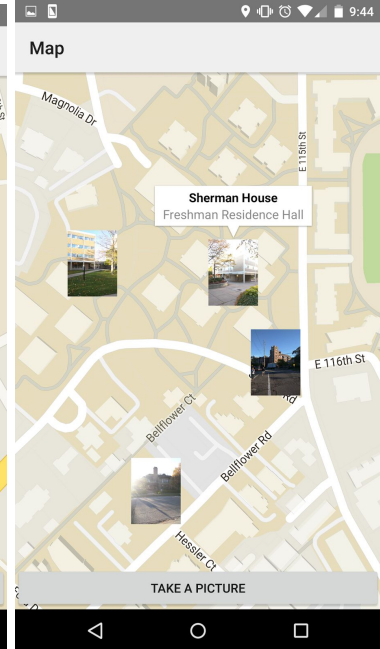 9:44
Map
Magnolia Dr
E 115th St
Sherman House
Freshman Residence Hall
E 116th St
Rd
Bellflower Ct
Bellflower Rd
Hessler Ct
TAKE A PICTURE